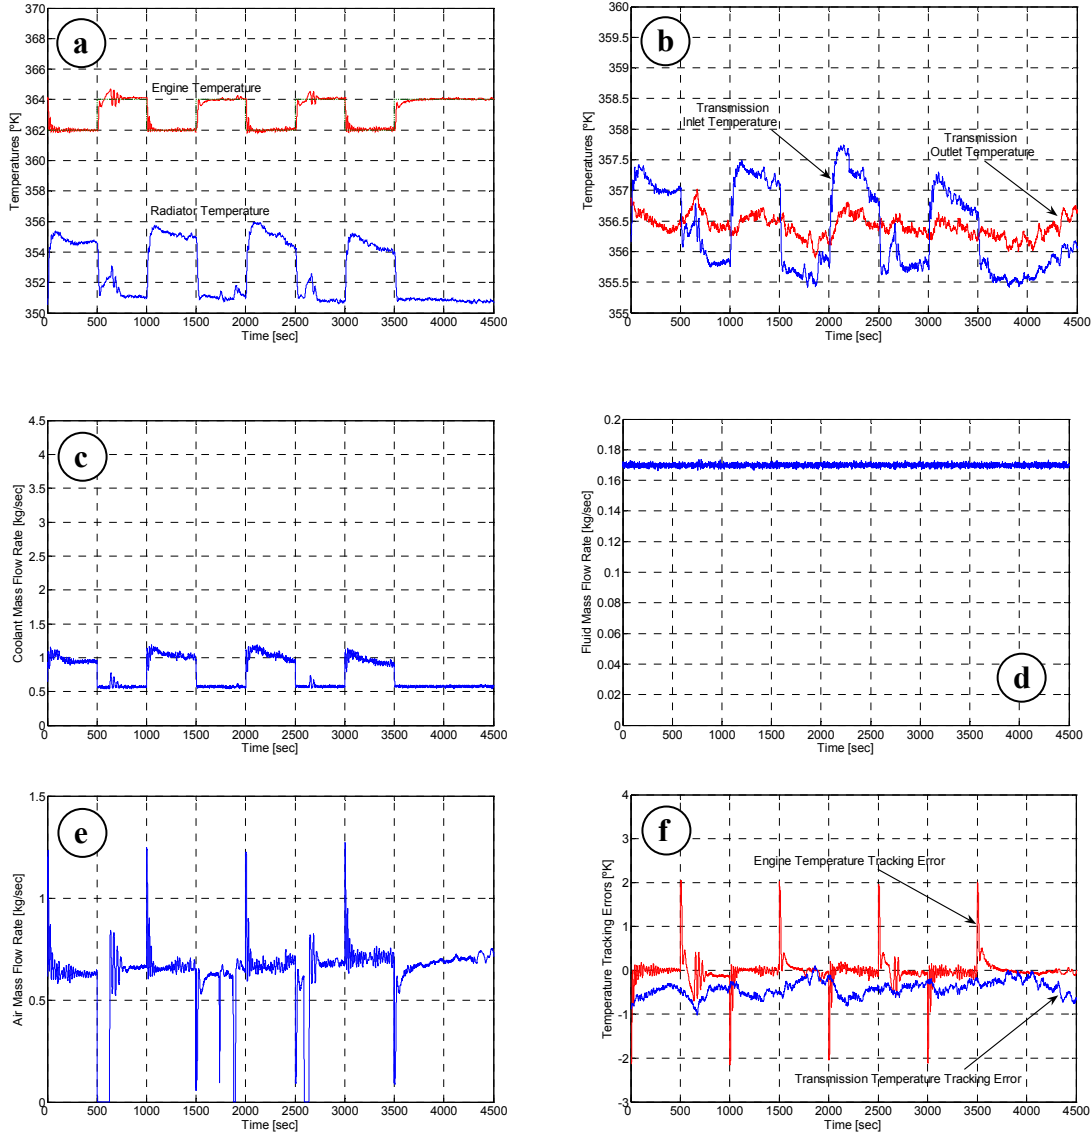 a
Temperatures [ºK]
370
368
366
364
362
361
358
355
354
351
350
Engine Temperature
Radiator Temperature
0 500 1000 1500 2000 2500 3000 3500 4000 4500
Time [sec]
b
Temperatures [ºK]
360
359.5
359
358.5
358
357.5
357
356.5
356
355.5
355
Transmission
Inlet Temperature
Transmission
Outlet Temperature
0 500 1000 1500 2000 2500 3000 3500 4000 4500
Time [sec]
c
Coolant Mass Flow Rate [kg/sec]
4.5
4
3.5
3
2.5
2
1.5
1
0.5
0
0 500 1000 1500 2000 2500 3000 3500 4000 4500
Time [sec]
d
Fluid Mass Flow Rate [kg/sec]
0.2
0.18
0.16
0.14
0.12
0.1
0.08
0.06
0.04
0.02
0
0 500 1000 1500 2000 2500 3000 3500 4000 4500
Time [sec]
e
Air Mass Flow Rate [kg/sec]
1.5
1
0.5
0
0 500 1000 1500 2000 2500 3000 3500 4000 4500
Time [sec]
f
Temperature Tracking Errors [ºK]
4
3
2
1
0
-1
-2
-3
Engine Temperature Tracking Error
Transmission Temperature Tracking Error
0 500 1000 1500 2000 2500 3000 3500 4000 4500
Time [sec]